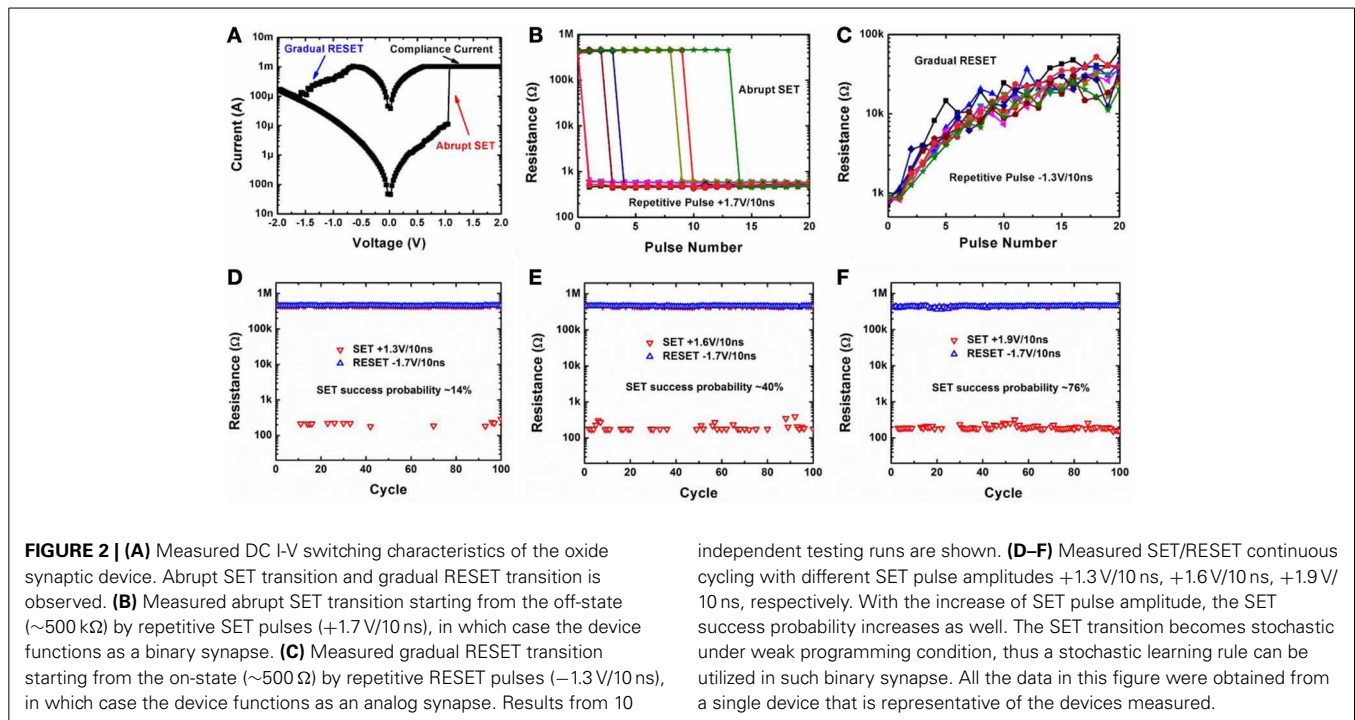 A
Gradual RESET
Compliance Current
Abrupt SET
Current (A)
10m
1m
100µ
10µ
1µ
100n
10n
-2.0 -1.5 -1.0 -0.5 0.0 0.5 1.0 1.5 2.0
Voltage (V)
B
Abrupt SET
Repetitive Pulse +1.7V/10ns
Resistance (Ω)
1M
100k
10k
1k
100
0 5 10 15 20
Pulse Number
C
Gradual RESET
Repetitive Pulse -1.3V/10ns
Resistance (Ω)
100k
10k
1k
0 5 10 15 20
Pulse Number
D
SET +1.3V/10ns
RESET -1.7V/10ns
SET success probability ~14%
Resistance (Ω)
1M
100k
10k
1k
100
0 20 40 60 80 100
Cycle
E
SET +1.6V/10ns
RESET -1.7V/10ns
SET success probability ~40%
Resistance (Ω)
1M
100k
10k
1k
100
0 20 40 60 80 100
Cycle
F
SET +1.9V/10ns
RESET -1.7V/10ns
SET success probability ~76%
Resistance (Ω)
1M
100k
10k
1k
100
0 20 40 60 80 100
Cycle
FIGURE 2 | (A) Measured DC I-V switching characteristics of the oxide
synaptic device. Abrupt SET transition and gradual RESET transition is
observed. (B) Measured abrupt SET transition starting from the off-state
(∼500 kΩ) by repetitive SET pulses (+1.7 V/10 ns), in which case the device
functions as a binary synapse. (C) Measured gradual RESET transition
starting from the on-state (∼500 Ω) by repetitive RESET pulses (−1.3 V/10 ns),
in which case the device functions as an analog synapse. Results from 10
independent testing runs are shown. (D–F) Measured SET/RESET continuous
cycling with different SET pulse amplitudes +1.3 V/10 ns, +1.6 V/10 ns, +1.9 V/
10 ns, respectively. With the increase of SET pulse amplitude, the SET
success probability increases as well. The SET transition becomes stochastic
under weak programming condition, thus a stochastic learning rule can be
utilized in such binary synapse. All the data in this figure were obtained from
a single device that is representative of the devices measured.